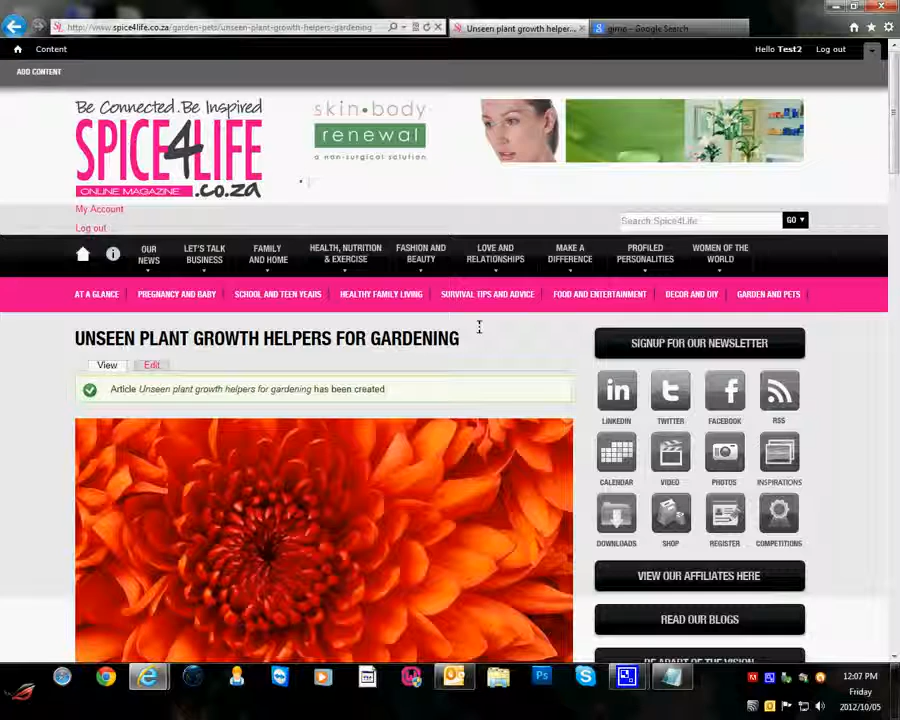 http://www.spice4life.co.za/garden-pets/unseen-plant-growth-helpers-gardening
Unseen plant growth helper...
gimp - Google Search
Content
Hello Test2
Log out
ADD CONTENT
Be Connected. Be Inspired
SPICE4LIFE
ONLINE MAGAZINE
.co.za
skin•body
renewal
a non-surgical solution
My Account
Log out
Search Spice4Life
GO
OUR NEWS
LET'S TALK BUSINESS
FAMILY AND HOME
HEALTH, NUTRITION & EXERCISE
FASHION AND BEAUTY
LOVE AND RELATIONSHIPS
MAKE A DIFFERENCE
PROFILED PERSONALITIES
WOMEN OF THE WORLD
AT A GLANCE
PREGNANCY AND BABY
SCHOOL AND TEEN YEARS
HEALTHY FAMILY LIVING
SURVIVAL TIPS AND ADVICE
FOOD AND ENTERTAINMENT
DECOR AND DIY
GARDEN AND PETS
UNSEEN PLANT GROWTH HELPERS FOR GARDENING
View
Edit
Article Unseen plant growth helpers for gardening has been created
SIGNUP FOR OUR NEWSLETTER
LINKEDIN
TWITTER
FACEBOOK
RSS
CALENDAR
VIDEO
PHOTOS
INSPIRATIONS
DOWNLOADS
SHOP
REGISTER
COMPETITIONS
VIEW OUR AFFILIATES HERE
READ OUR BLOGS
BE APART OF THE VISION
12:07 PM
Friday
2012/10/05